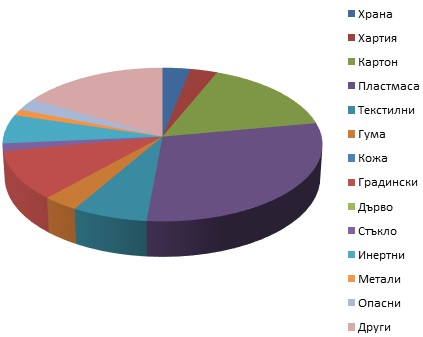 Храна
Хартия
Картон
Пластмаса
Текстилни
Гума
Кожа
Градински
Дърво
Стъкло
Инертни
Метали
Опасни
Други